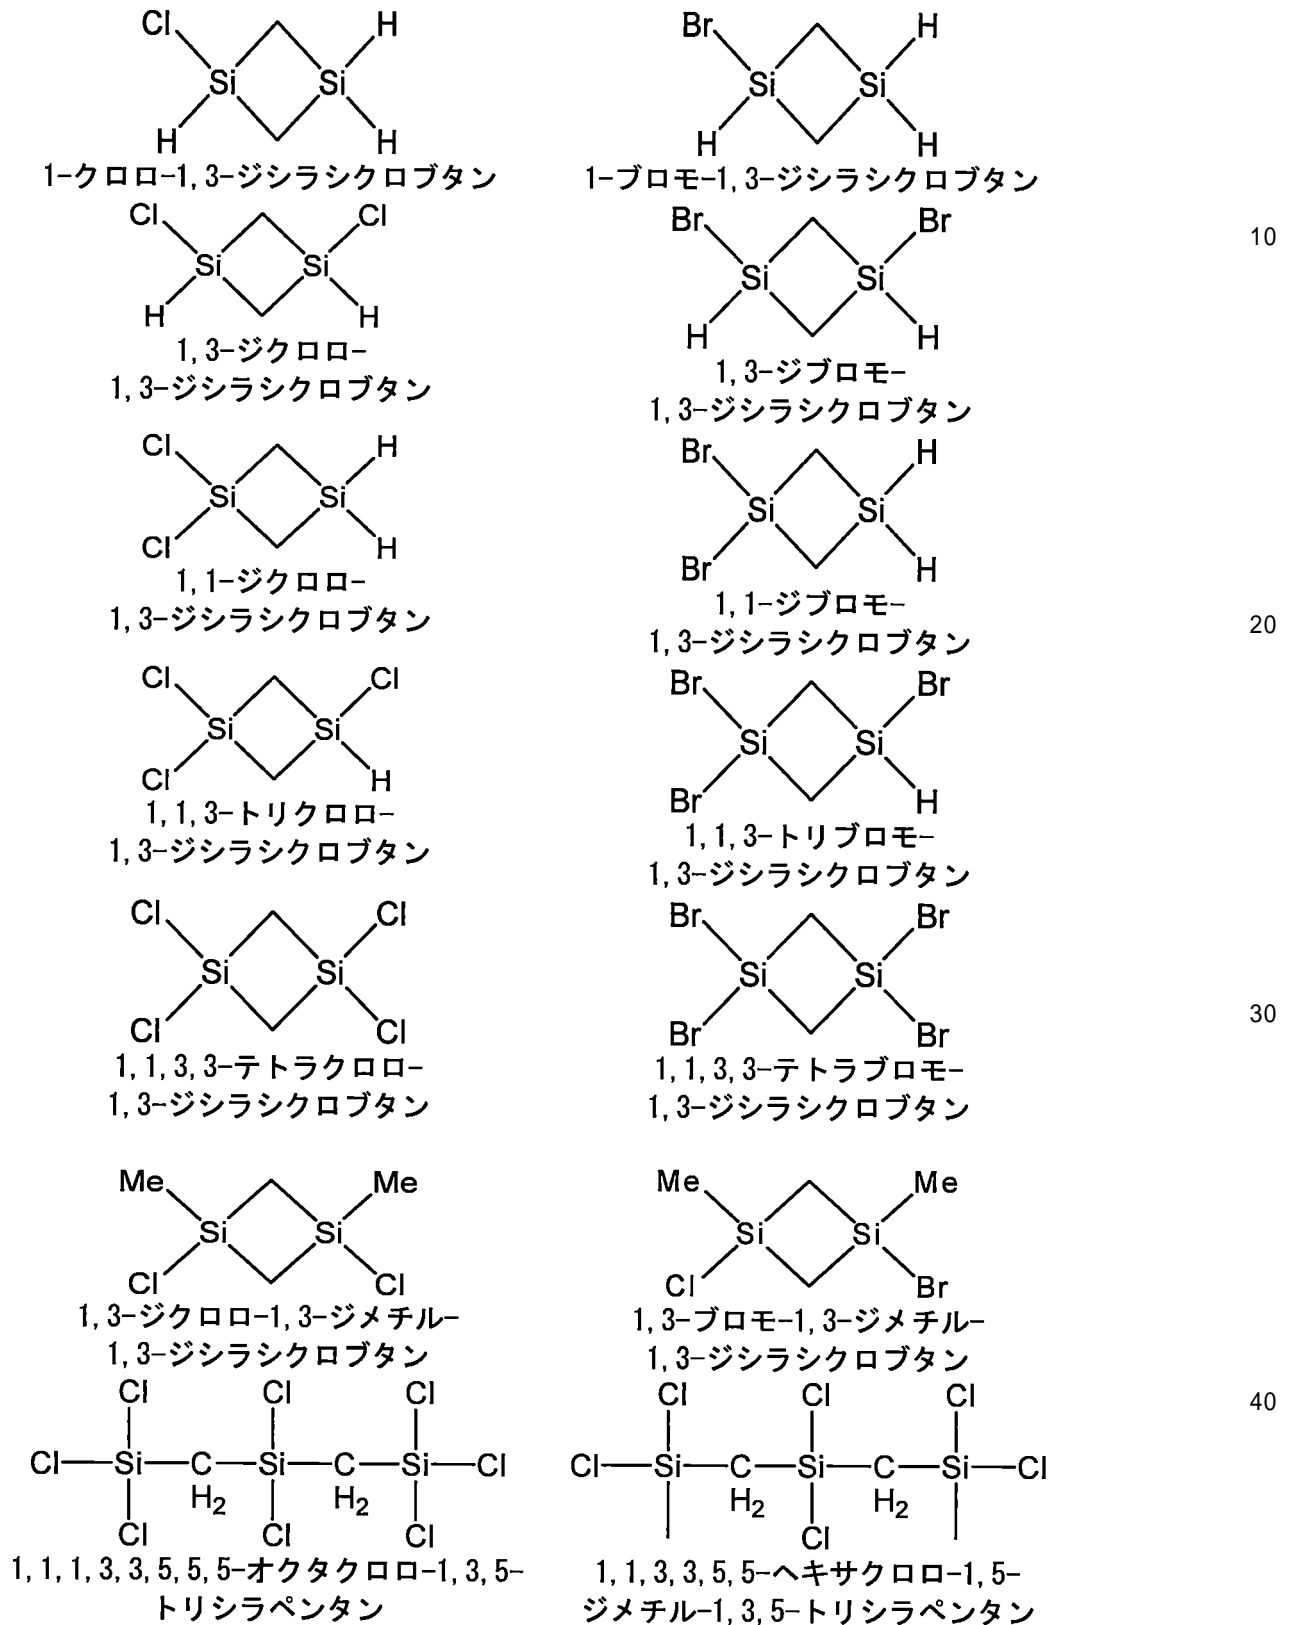 Cl H
Si Si
H H
1-クロロ-1,3-ジシラシクロブタン
Br H
Si Si
H H
1-ブロモ-1,3-ジシラシクロブタン
Cl Cl
Si Si
H H
1,3-ジクロロ-
1,3-ジシラシクロブタン
Br Br
Si Si
H H
1,3-ジブロモ-
1,3-ジシラシクロブタン
10
Cl H
Si Si
Cl H
1,1-ジクロロ-
1,3-ジシラシクロブタン
Br H
Si Si
Br H
1,1-ジブロモ-
1,3-ジシラシクロブタン
20
Cl Cl
Si Si
Cl H
1,1,3-トリクロロ-
1,3-ジシラシクロブタン
Br Br
Si Si
Br H
1,1,3-トリブロモ-
1,3-ジシラシクロブタン
Cl Cl
Si Si
Cl Cl
1,1,3,3-テトラクロロ-
1,3-ジシラシクロブタン
Br Br
Si Si
Br Br
1,1,3,3-テトラブロモ-
1,3-ジシラシクロブタン
30
Me Me
Si Si
Cl Cl
1,3-ジクロロ-1,3-ジメチル-
1,3-ジシラシクロブタン
Me Me
Si Si
Cl Br
1,3-ブロモ-1,3-ジメチル-
1,3-ジシラシクロブタン
Cl Cl Cl
Cl-Si-C-Si-C-Si-Cl
H2 H2
Cl Cl Cl
1,1,1,3,3,5,5,5-オクタクロロ-1,3,5-
トリシラペンタン
Cl Cl Cl
Cl-Si-C-Si-C-Si-Cl
H2 H2
Cl
1,1,3,3,5,5-ヘキサクロロ-1,5-
ジメチル-1,3,5-トリシラペンタン
40